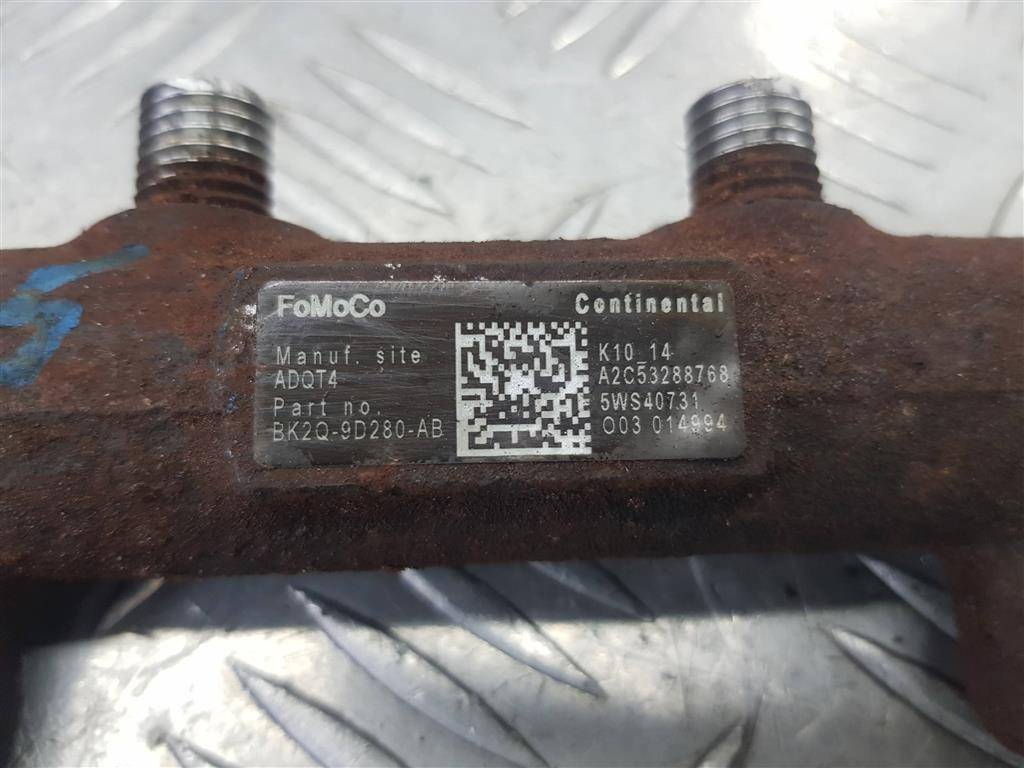 FoMoCo Continental
Manuf. site K10_14
ADQT4 A2C53288768
Part no. 5WS40731
BK2Q-9D280-AB O03 014994